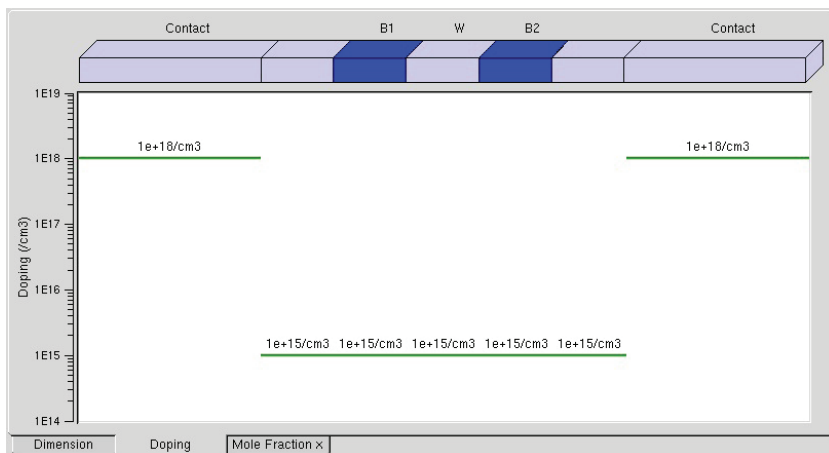 Contact B1 W B2 Contact
1E19
1e+18/cm3 1e+18/cm3
1E18
1E17
Doping (/cm3)
1E16
1e+15/cm3 1e+15/cm3 1e+15/cm3 1e+15/cm3 1e+15/cm3
1E15
1E14
Dimension Doping Mole Fraction ×